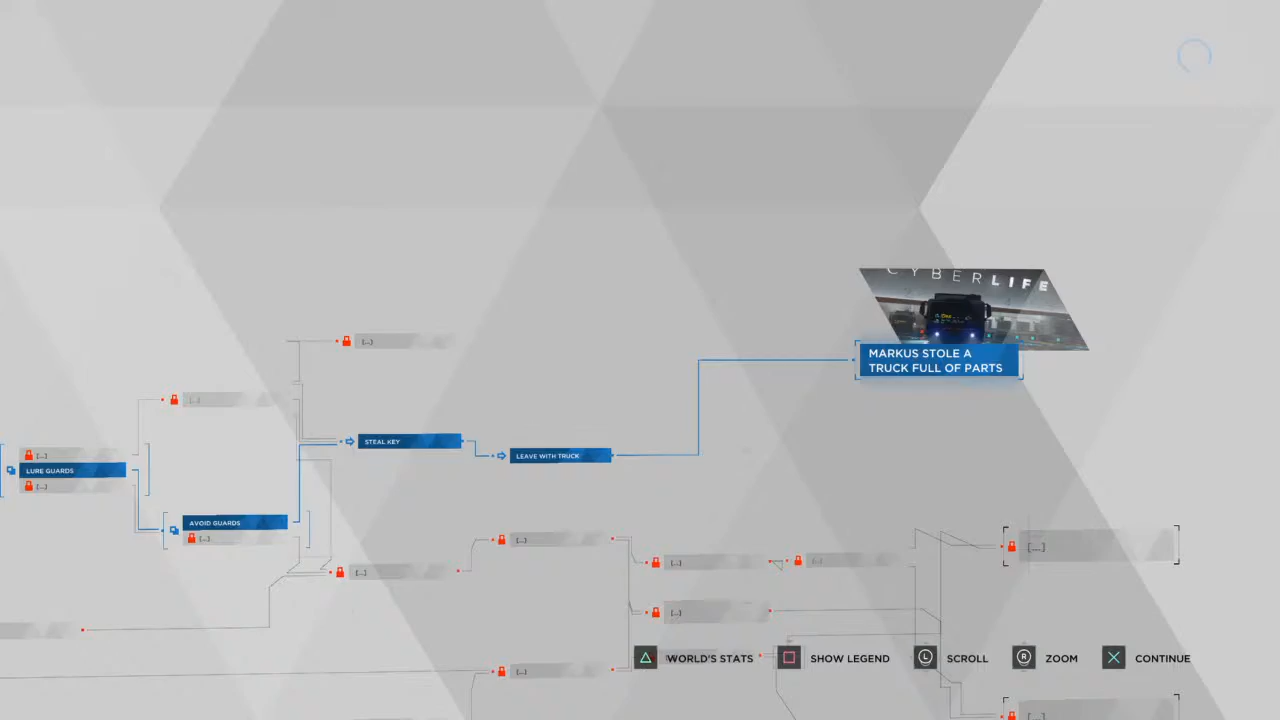 CYBERLIFE
MARKUS STOLE A
TRUCK FULL OF PARTS
[...]
[...]
STEAL KEY
LEAVE WITH TRUCK
[...]
LURE GUARDS
[...]
AVOID GUARDS
[...]
[...]
[...]
[...]
[...]
[...]
[...]
WORLD'S STATS
SHOW LEGEND
L
SCROLL
R
ZOOM
CONTINUE
[...]
[...]